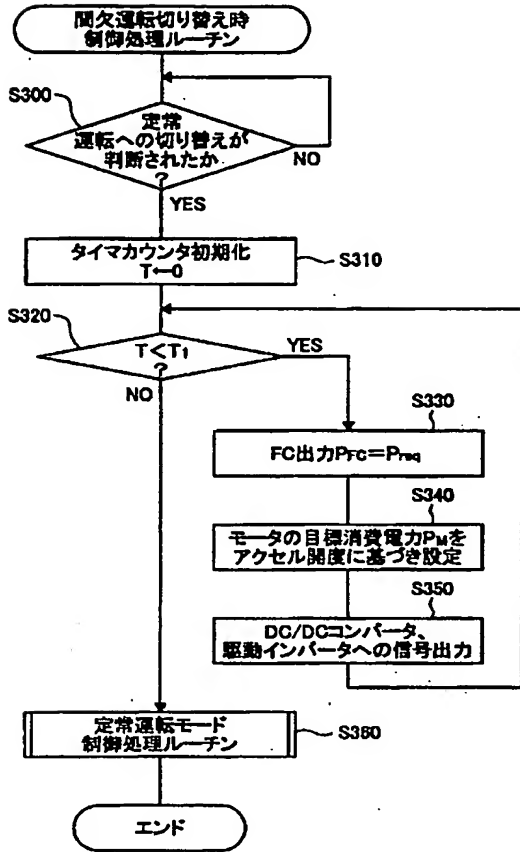 間欠運転切り替え時
制御処理ルーチン
S300
定常
運転への切り替えが
判断されたか
?
NO
YES
タイマカウンタ初期化
T←0
S310
S320
T<T1
?
YES
NO
S330
FC出力PFC=Preq
S340
モータの目標消費電力PMを
アクセル開度に基づき設定
S350
DC/DCコンバータ、
駆動インバータへの信号出力
定常運転モード
制御処理ルーチン
S360
エンド